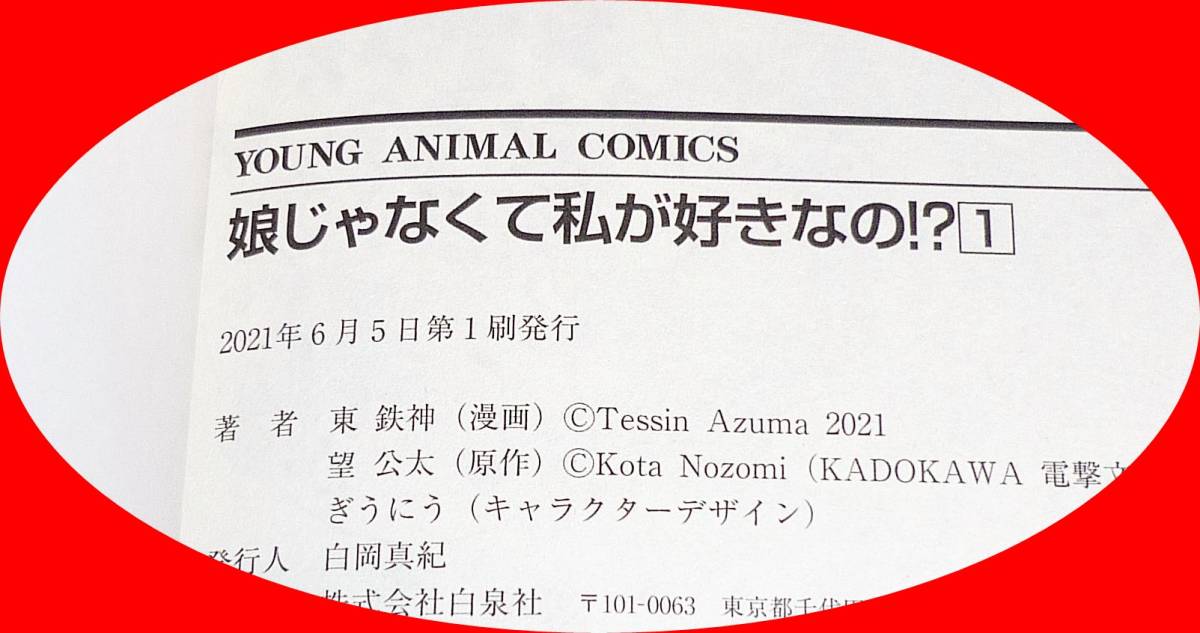 YOUNG ANIMAL COMICS
娘じゃなくて私が好きなの!?1
2021年6月5日第1刷発行
著 者 東 鉄神（漫画）©Tessin Azuma 2021
望 公太（原作）©Kota Nozomi（KADOKAWA 電撃文
ぎうにう（キャラクターデザイン）
発行人 白岡真紀
株式会社白泉社 〒101-0063 東京都千代田